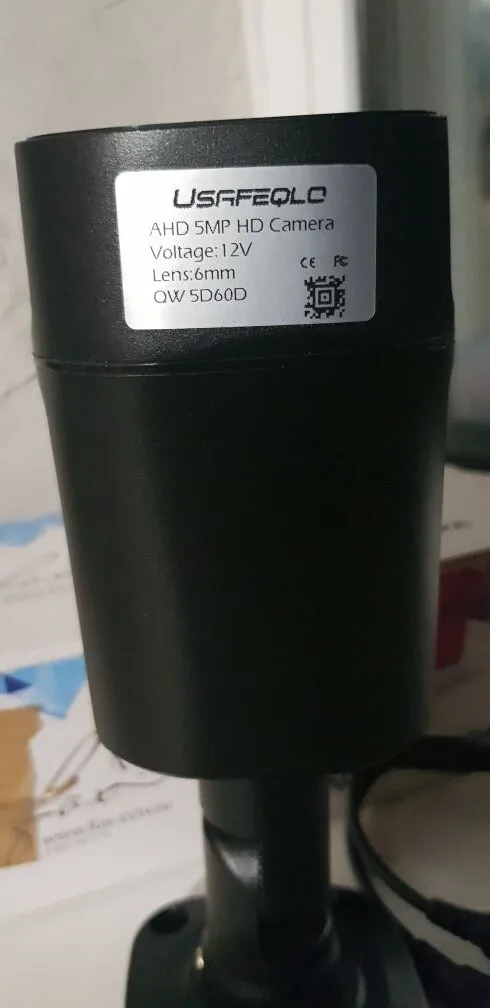 USAFEQLO
AHD 5MP HD Camera
Voltage:12V
Lens:6mm
CE FC
QW 5D60D